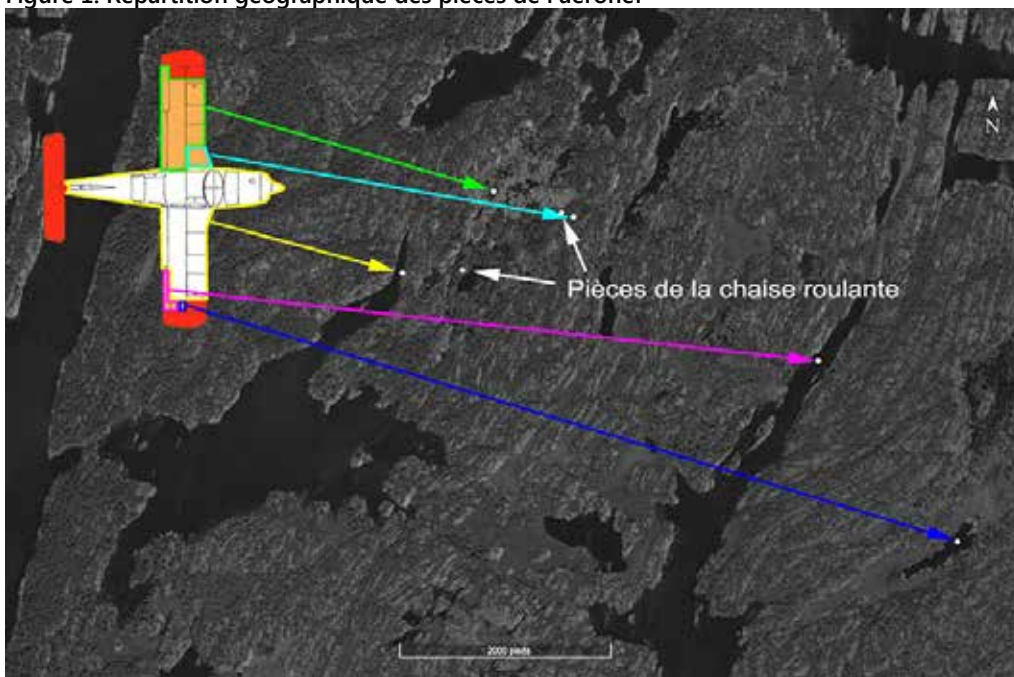 Figure 1. Répartition géographique des pièces de l'aéronef
N
Pièces de la chaise roulante
2000 pieds